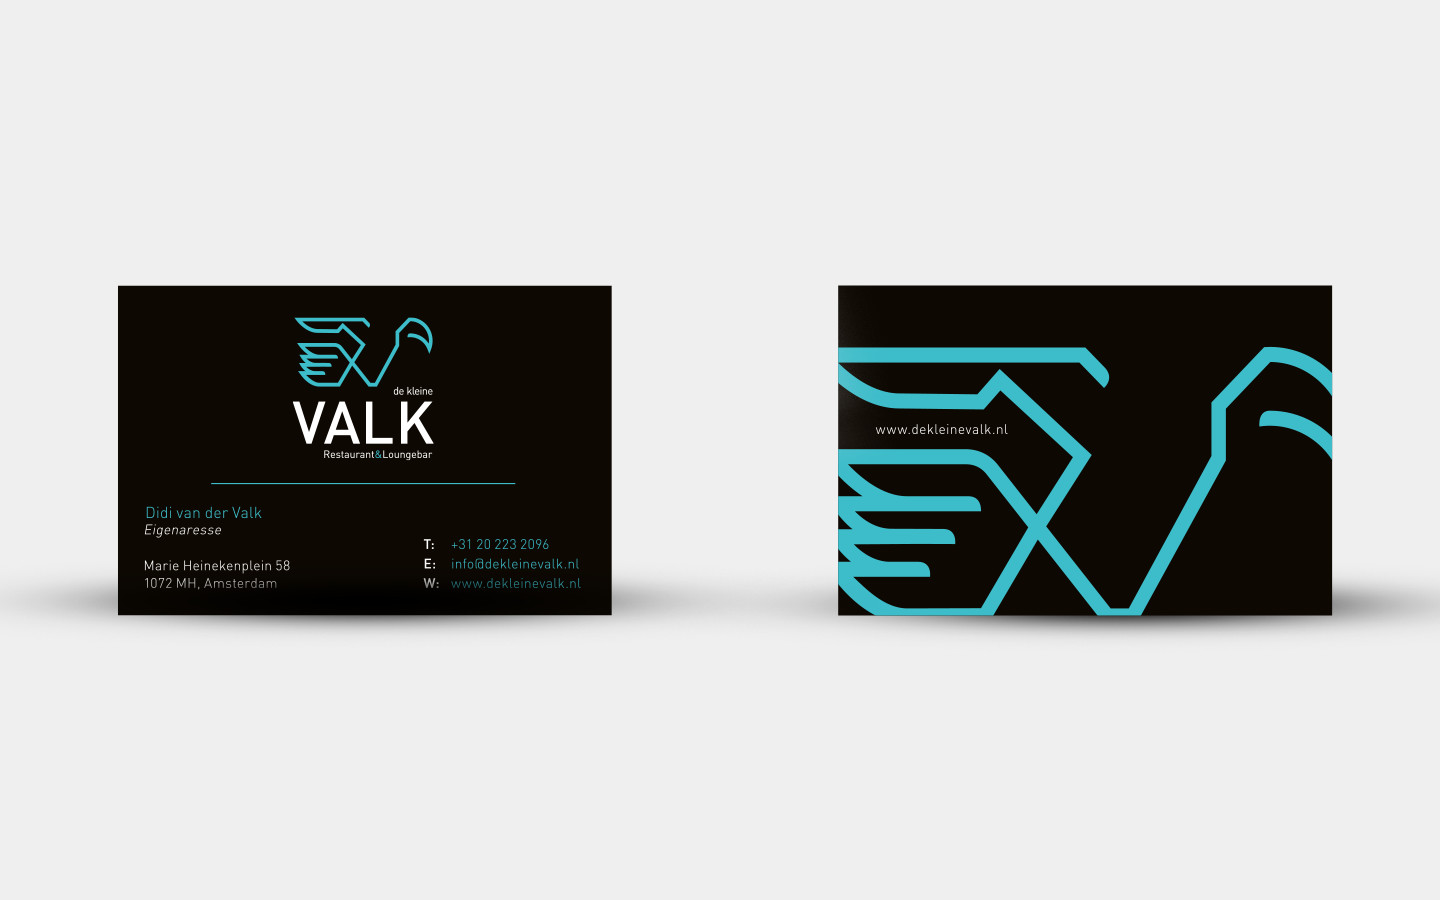 de kleine
VALK
Restaurant&Loungebar
Didi van der Valk
Eigenaresse
Marie Heinekenplein 58
1072 MH, Amsterdam
T: +31 20 223 2096
E: info@dekleinevalk.nl
W: www.dekleinevalk.nl
www.dekleinevalk.nl